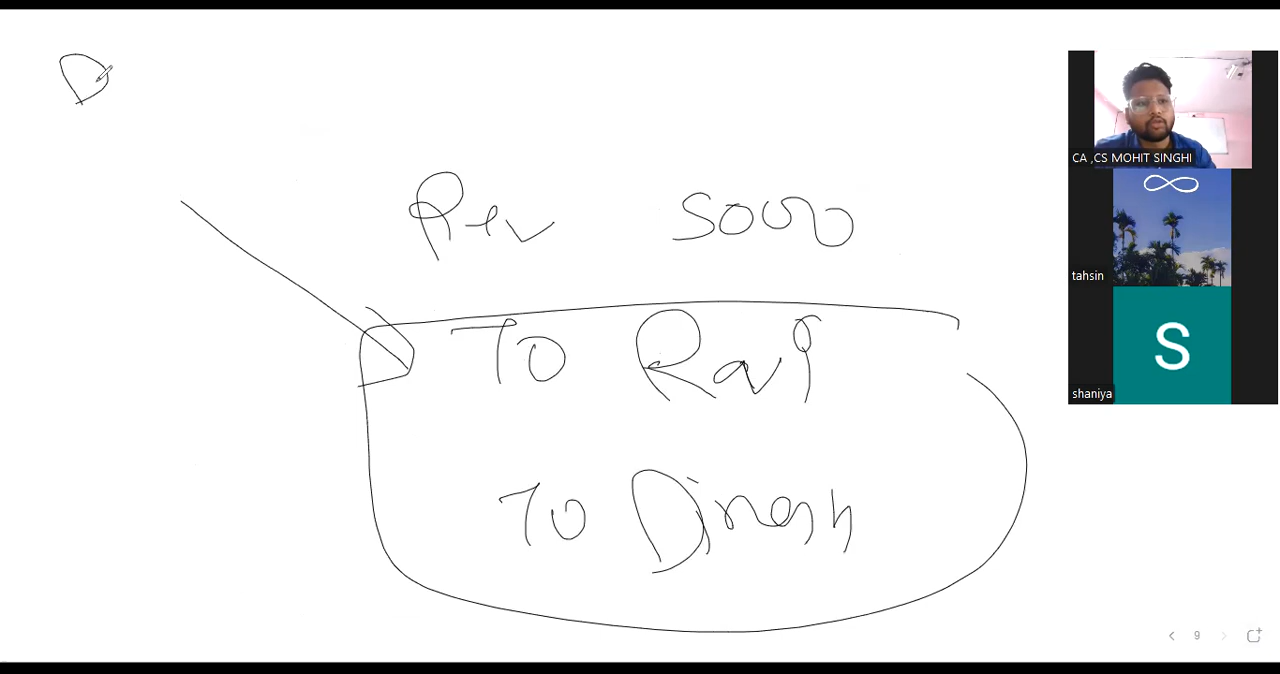 D
Rev 5000
To Ravi
To Dinesh
CA ,CS MOHIT SINGHI
tahsin
S
shaniya
9